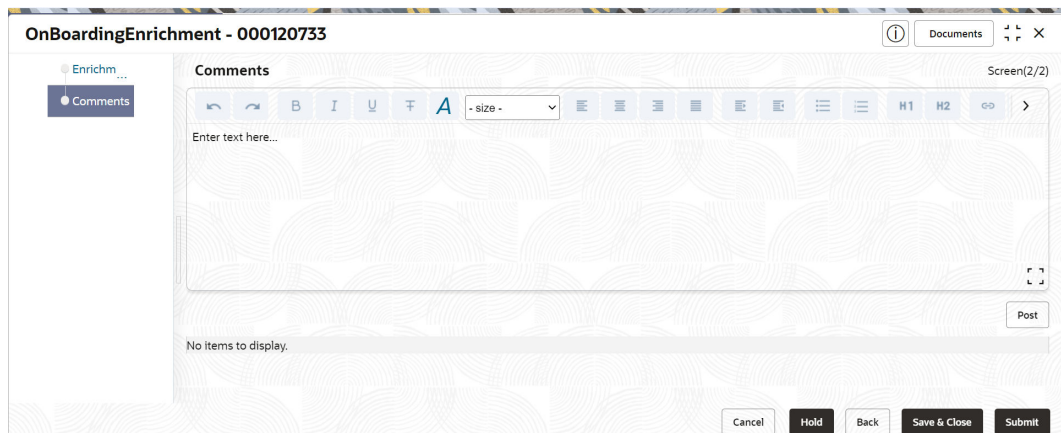 OnBoardingEnrichment - 000120733
Documents
Enrichm...
Comments
Comments
Screen(2/2)
B I U T A - size - H1 H2
Enter text here...
Post
No items to display.
Cancel Hold Back Save & Close Submit